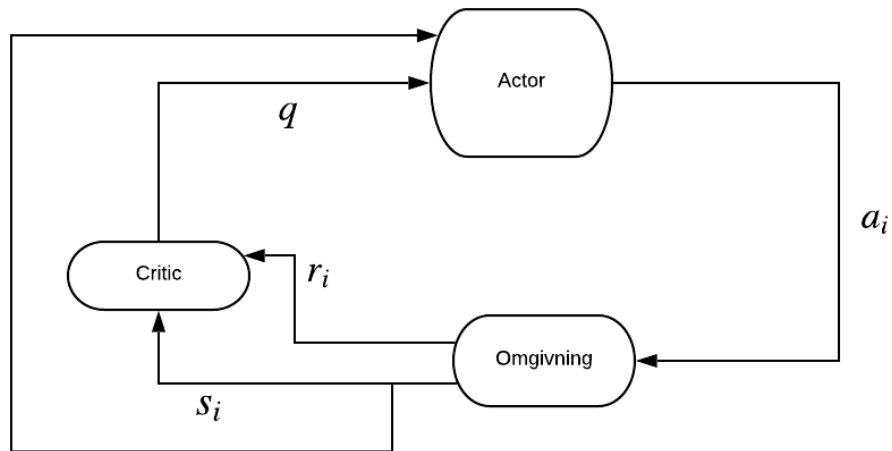 Actor
q
a_i
Critic
r_i
Omgivning
s_i